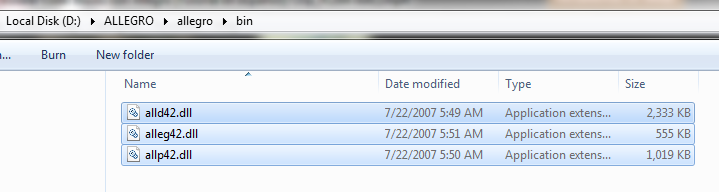 Local Disk (D:) ▸ ALLEGRO ▸ allegro ▸ bin
... Burn New folder
Name Date modified Type Size
alld42.dll 7/22/2007 5:49 AM Application extens... 2,333 KB
alleg42.dll 7/22/2007 5:51 AM Application extens... 555 KB
allp42.dll 7/22/2007 5:50 AM Application extens... 1,019 KB